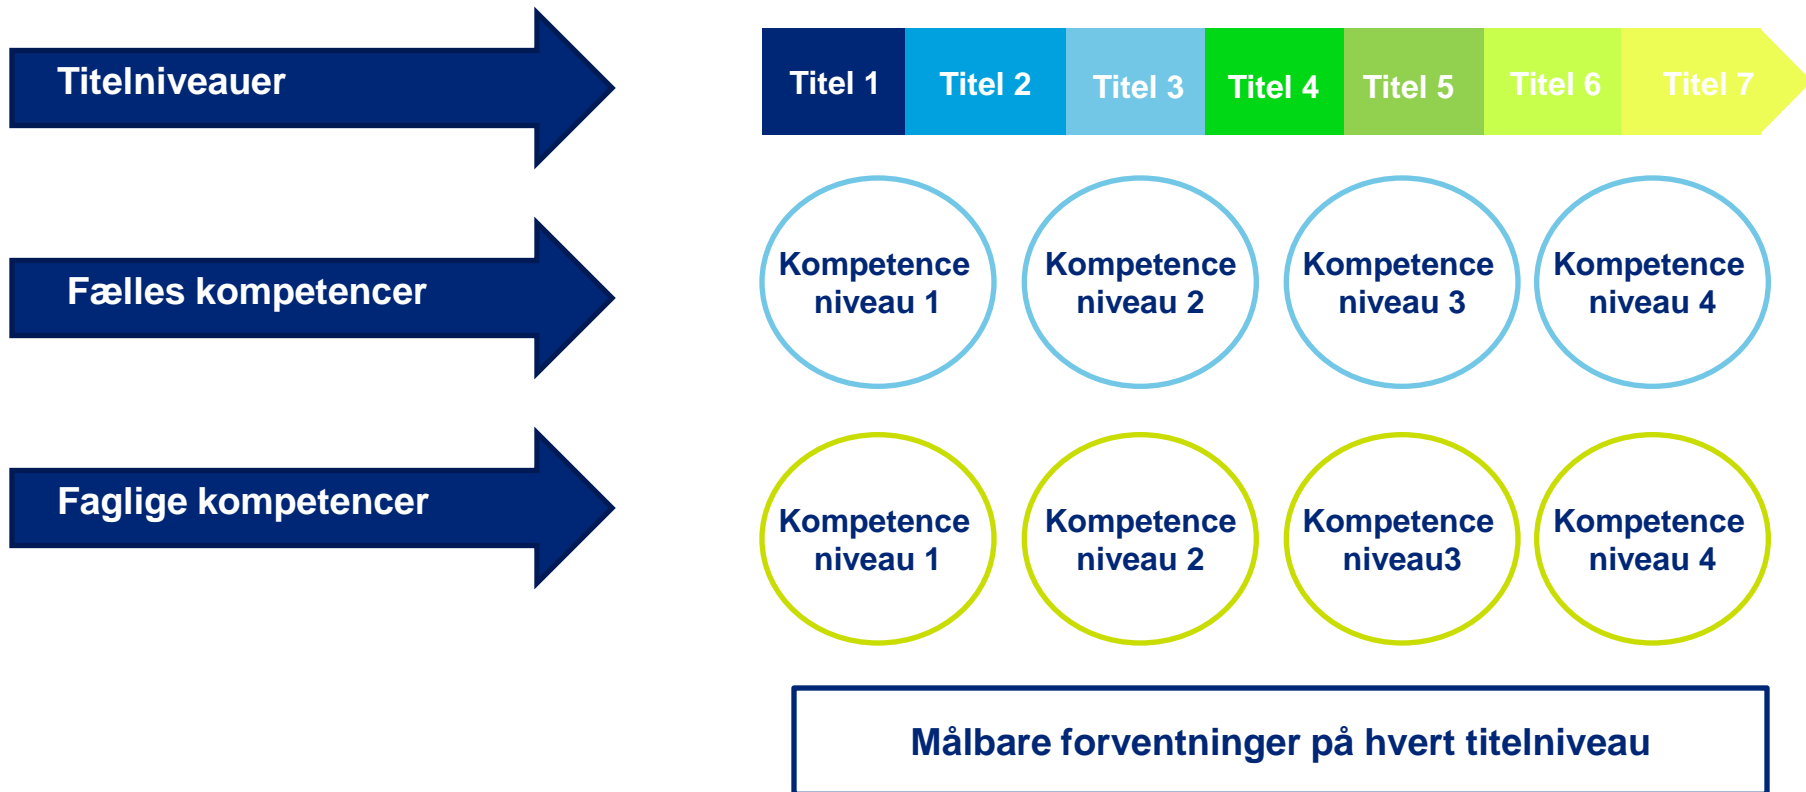 Titelniveauer
Titel 1 Titel 2 Titel 3 Titel 4 Titel 5 Titel 6 Titel 7
Fælles kompetencer
Kompetence
niveau 1
Kompetence
niveau 2
Kompetence
niveau 3
Kompetence
niveau 4
Faglige kompetencer
Kompetence
niveau 1
Kompetence
niveau 2
Kompetence
niveau3
Kompetence
niveau 4
Målbare forventninger på hvert titelniveau